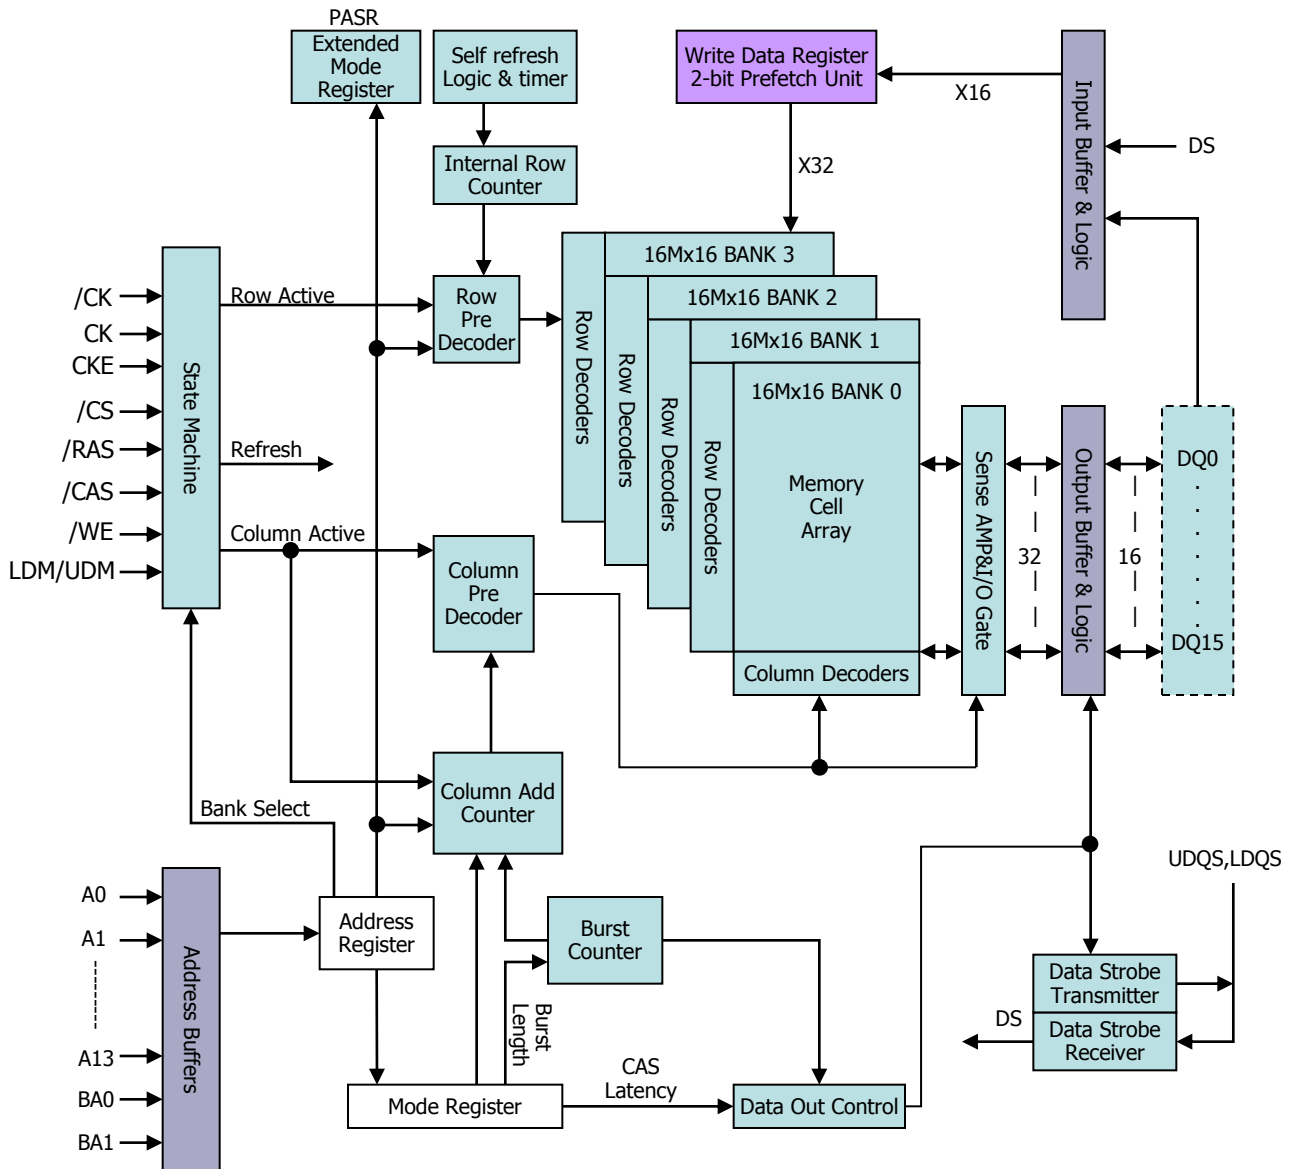 PASR
Extended
Mode
Register
Self refresh
Logic & timer
Write Data Register
2-bit Prefetch Unit
X16
Input Buffer & Logic
DS
Internal Row
Counter
X32
16Mx16 BANK 3
16Mx16 BANK 2
16Mx16 BANK 1
16Mx16 BANK 0
Row Decoders
Row Decoders
Row Decoders
Row Decoders
Memory
Cell
Array
Column Decoders
Row
Pre
Decoder
/CK
CK
CKE
/CS
/RAS
/CAS
/WE
LDM/UDM
State Machine
Row Active
Refresh
Column Active
Column
Pre
Decoder
Sense AMP&I/O Gate
32
Output Buffer & Logic
16
DQ0
DQ15
Bank Select
Column Add
Counter
UDQS,LDQS
A0
A1
A13
BA0
BA1
Address Buffers
Address
Register
Burst
Counter
Burst
Length
Data Strobe
Transmitter
Data Strobe
Receiver
DS
CAS
Latency
Mode Register
Data Out Control